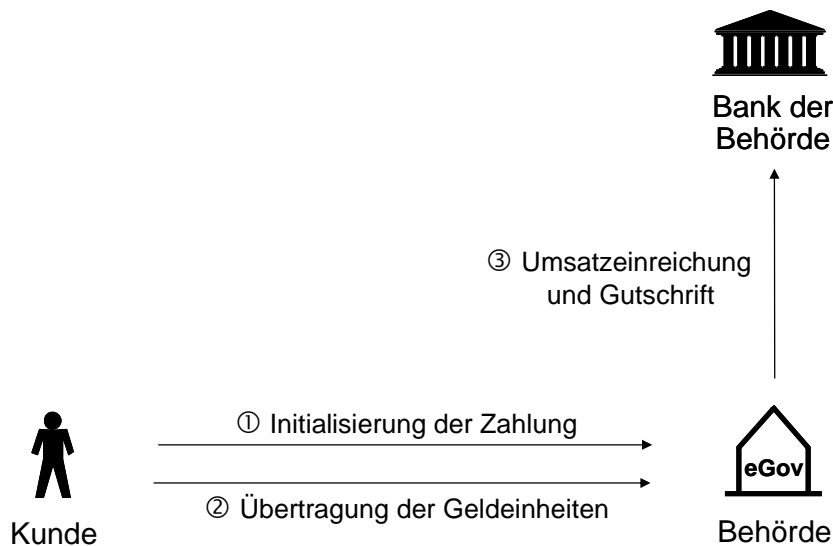 Bank der
Behörde
③ Umsatzeinreichung
und Gutschrift
① Initialisierung der Zahlung
② Übertragung der Geldeinheiten
eGov
Kunde
Behörde